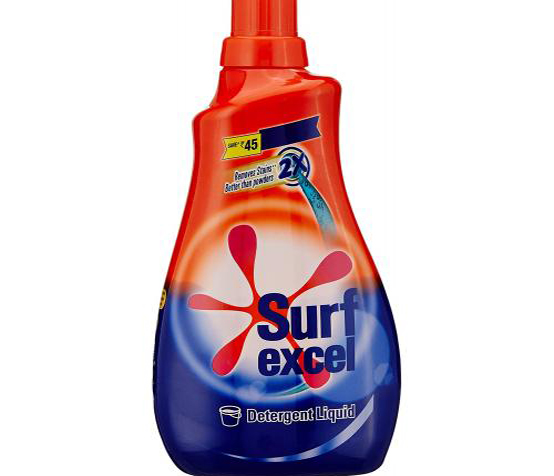 SAVE* ₹45
Removes Stains**
Better than powders
2X
Surf
excel
Detergent Liquid